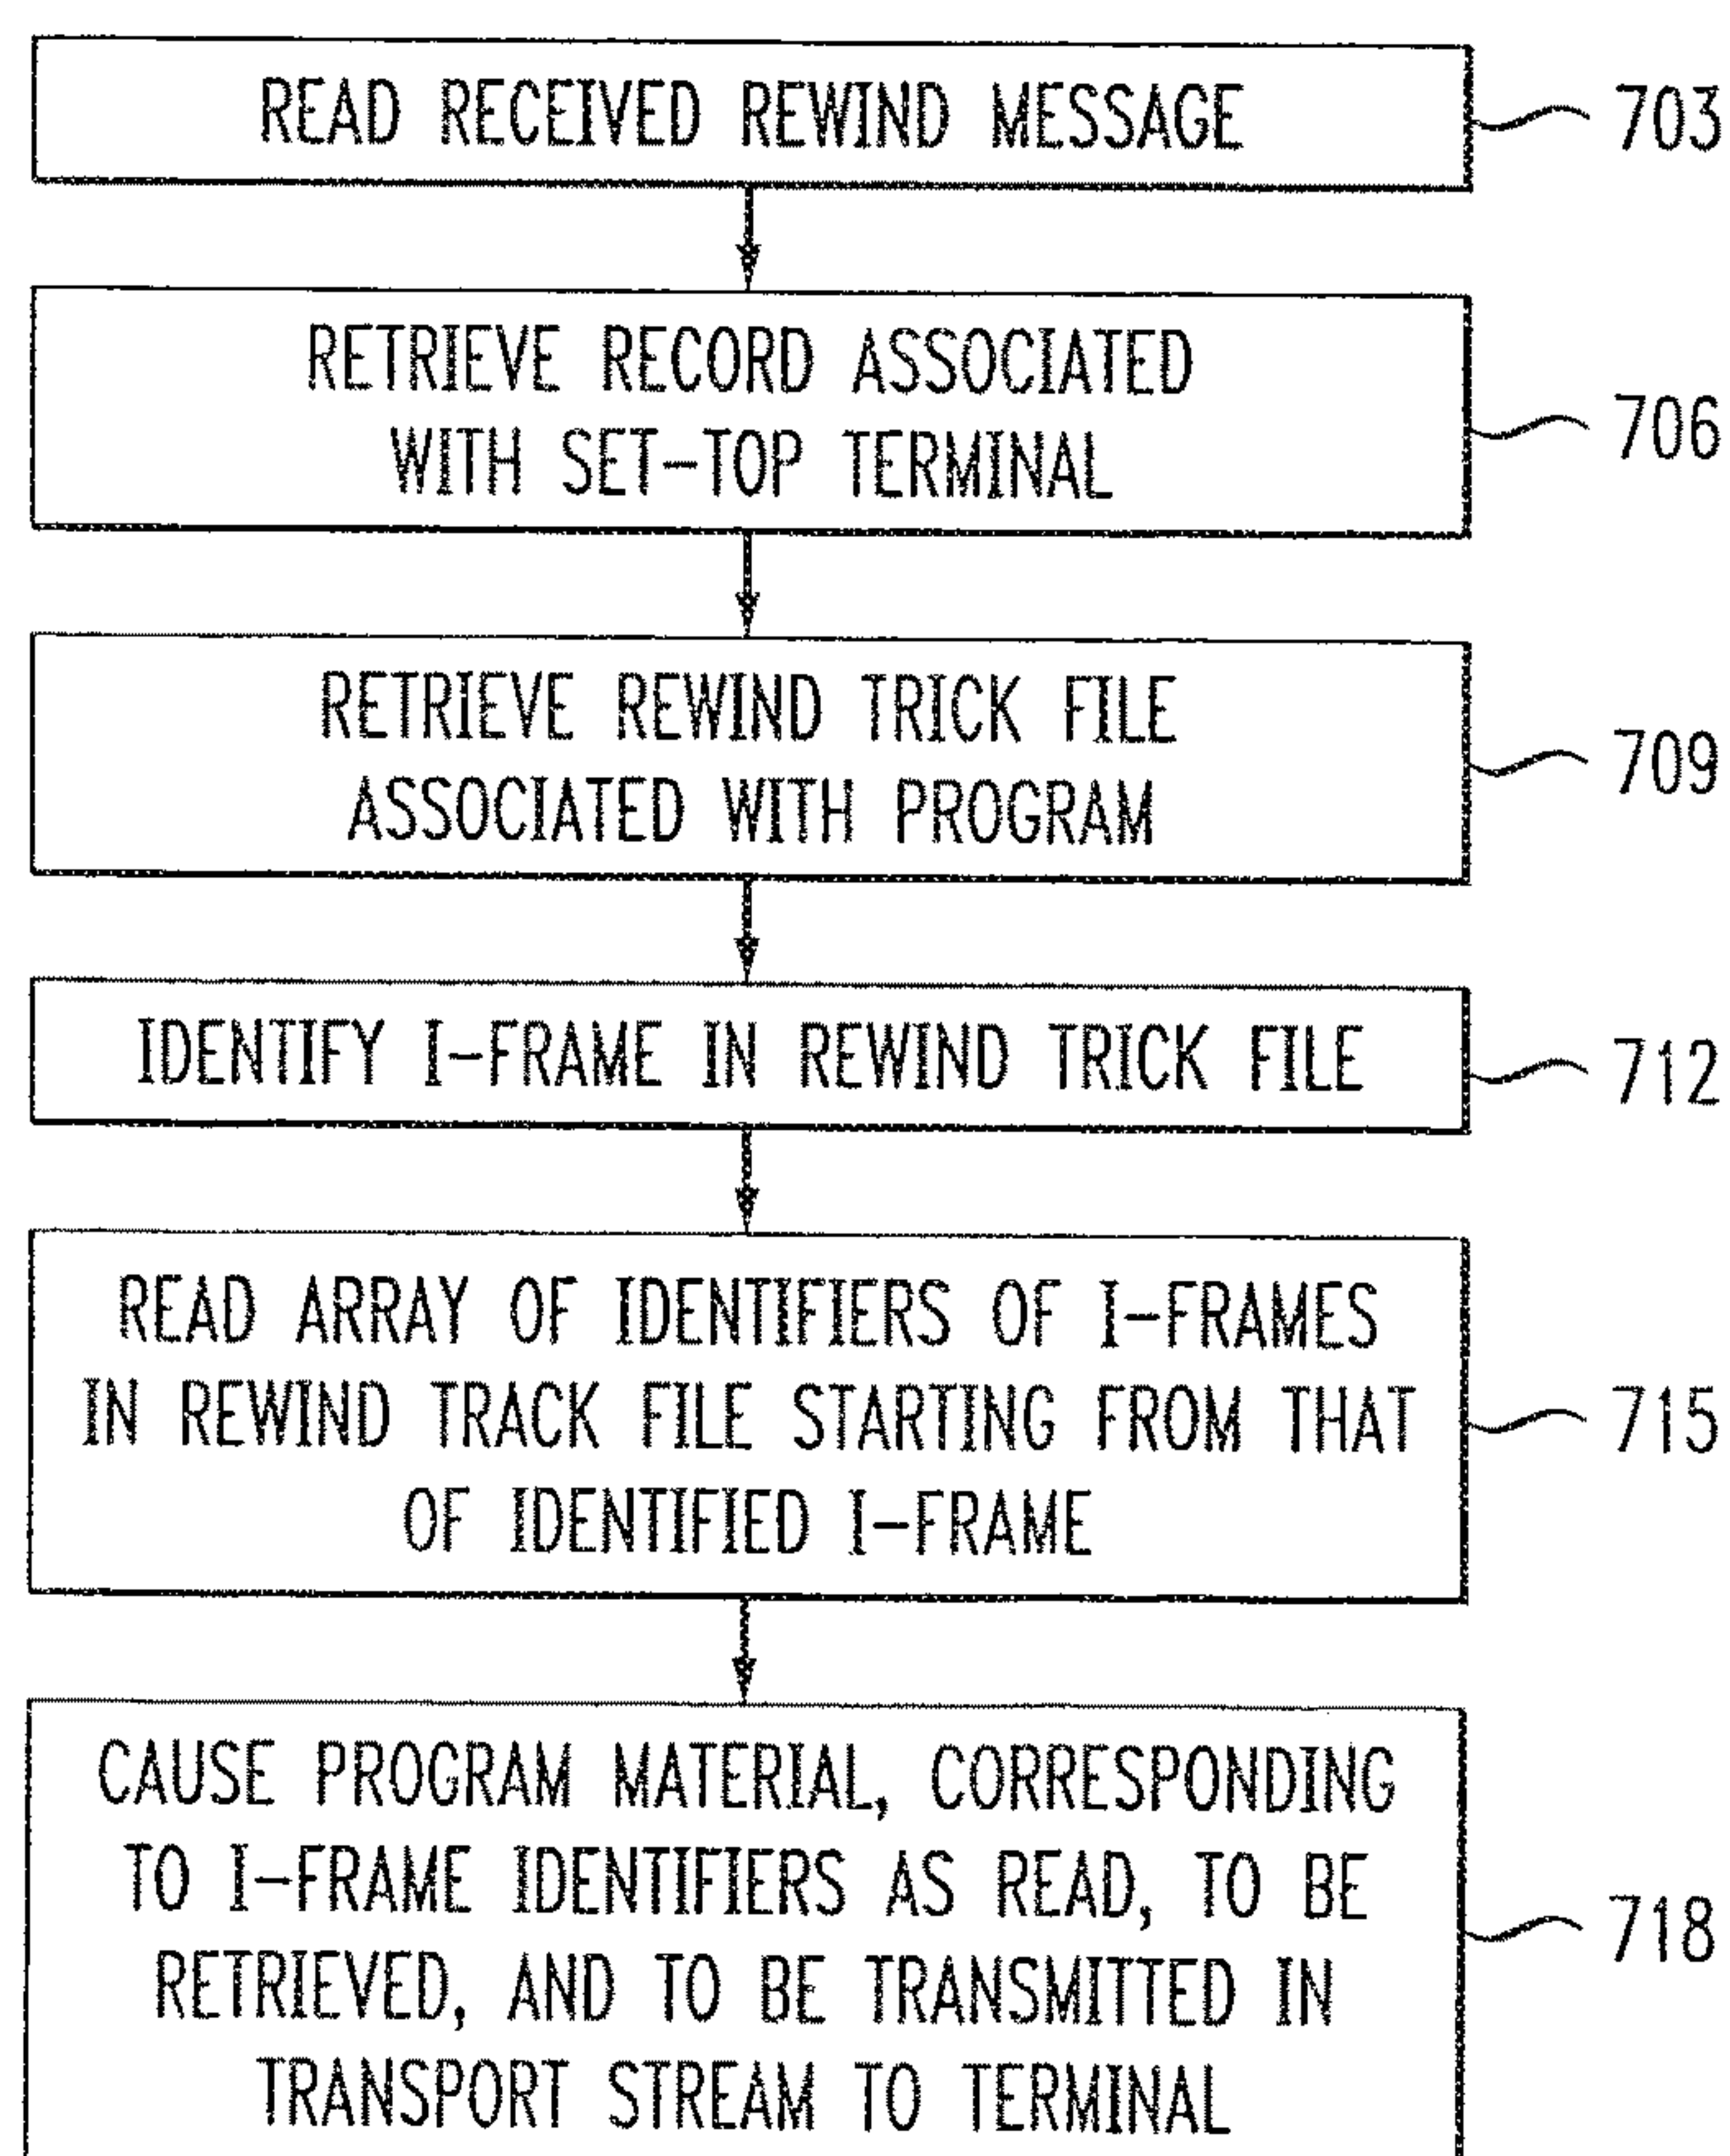 READ RECEIVED REWIND MESSAGE
703
RETRIEVE RECORD ASSOCIATED
WITH SET-TOP TERMINAL
706
RETRIEVE REWIND TRICK FILE
ASSOCIATED WITH PROGRAM
709
IDENTIFY I-FRAME IN REWIND TRICK FILE
712
READ ARRAY OF IDENTIFIERS OF I-FRAMES
IN REWIND TRACK FILE STARTING FROM THAT
OF IDENTIFIED I-FRAME
715
CAUSE PROGRAM MATERIAL, CORRESPONDING
TO I-FRAME IDENTIFIERS AS READ, TO BE
RETRIEVED, AND TO BE TRANSMITTED IN
TRANSPORT STREAM TO TERMINAL
718